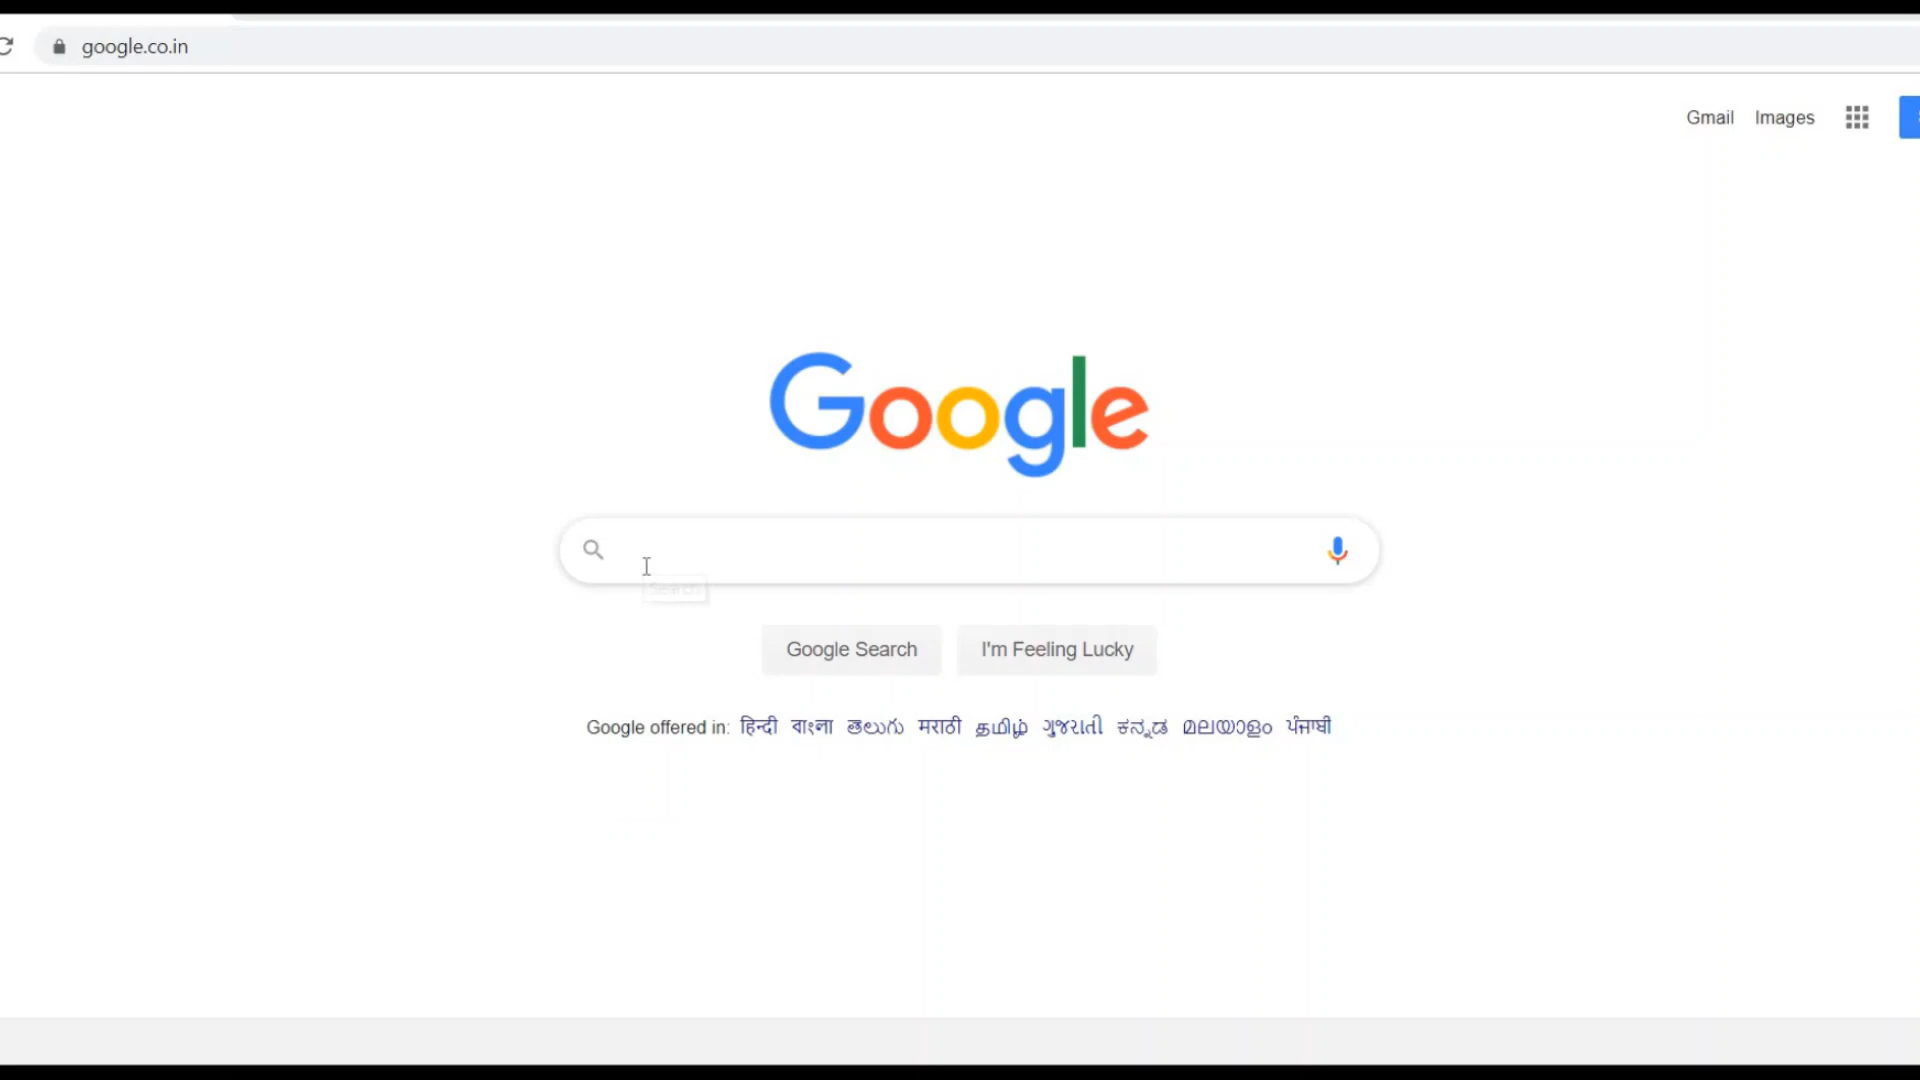 google.co.in
Gmail Images
Google
Search
Google Search I'm Feeling Lucky
Google offered in: हिन्दी বাংলা తెలుగు मराठी தமிழ் ગુજરાતી ಕನ್ನಡ മലയാളം ਪੰਜਾਬੀ